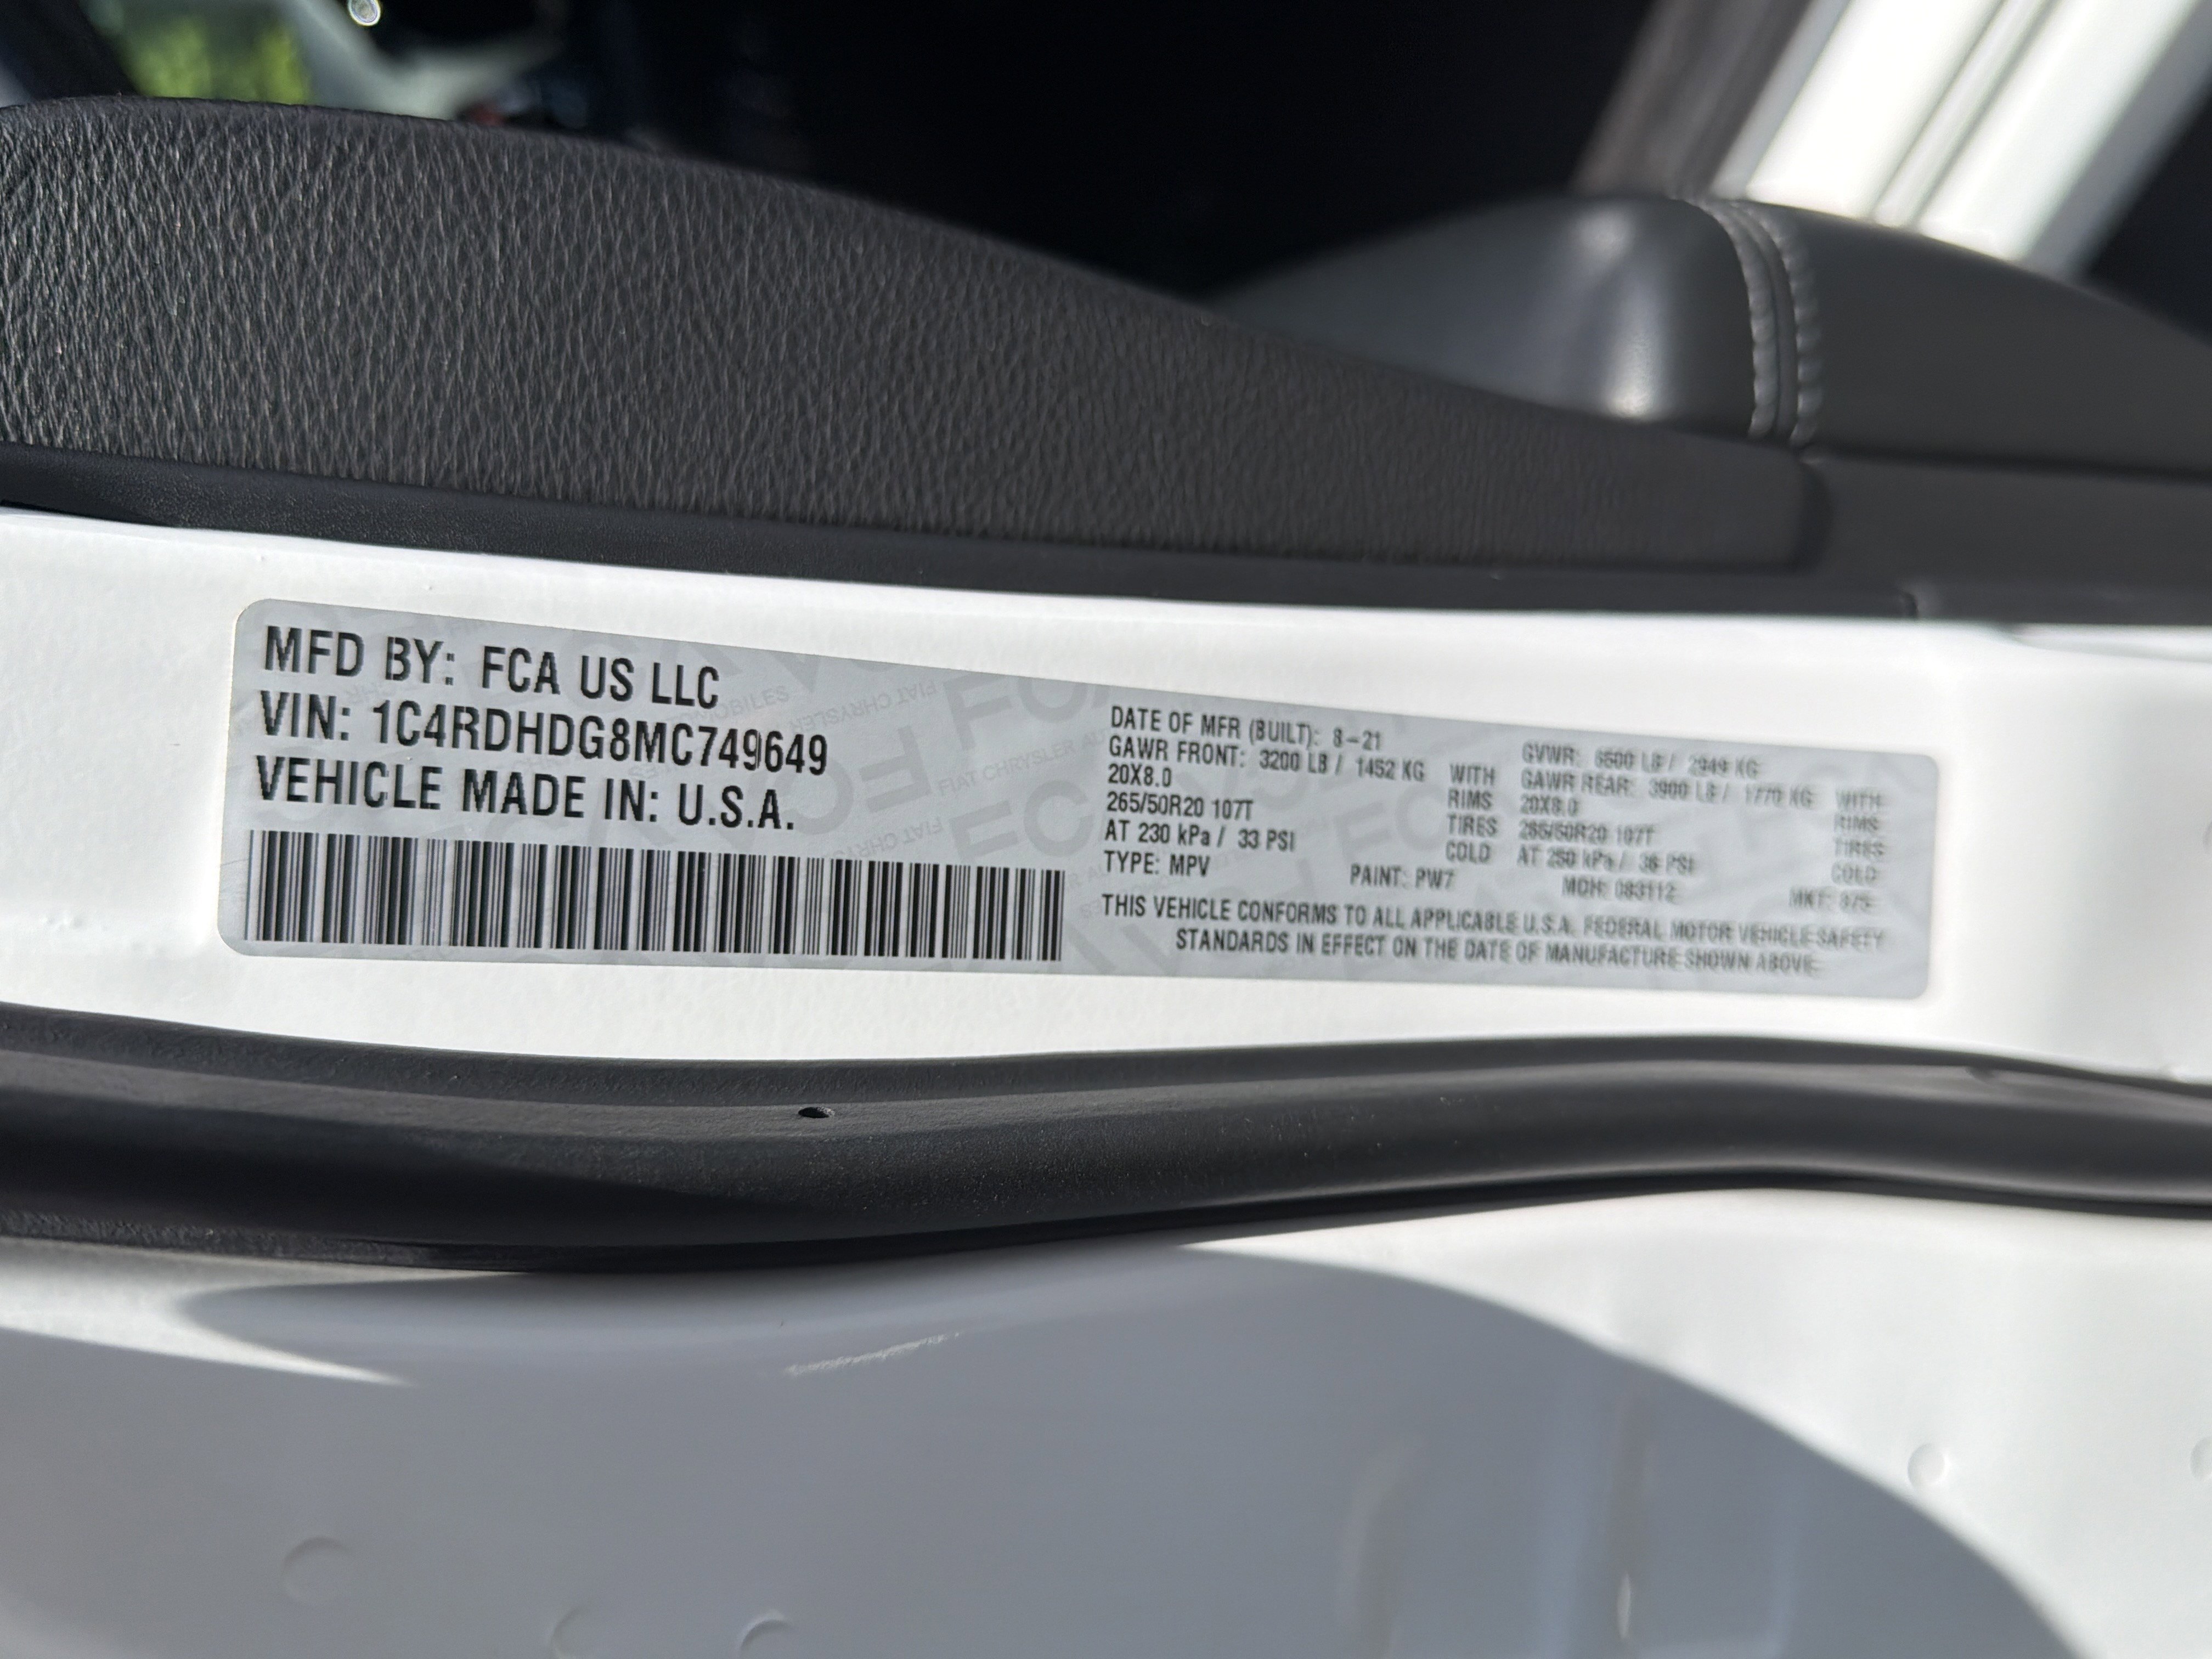 MFD BY: FCA US LLC
VIN: 1C4RDHDG8MC749649
VEHICLE MADE IN: U.S.A.
DATE OF MFR (BUILT): 8-21
GAWR FRONT: 3200 LB / 1452 KG WITH
20X8.0 RIMS
265/50R20 107T TIRES
AT 230 kPa / 33 PSI COLD
GVWR: 6500 LB / 2949 KG
GAWR REAR: 3900 LB / 1770 KG WITH
20X8.0 RIMS
265/50R20 107T TIRES
AT 250 kPa / 36 PSI COLD
TYPE: MPV PAINT: PW7 MDH: 083112 MKT:
THIS VEHICLE CONFORMS TO ALL APPLICABLE U.S.A. FEDERAL MOTOR VEHICLE SAFETY
STANDARDS IN EFFECT ON THE DATE OF MANUFACTURE SHOWN ABOVE.